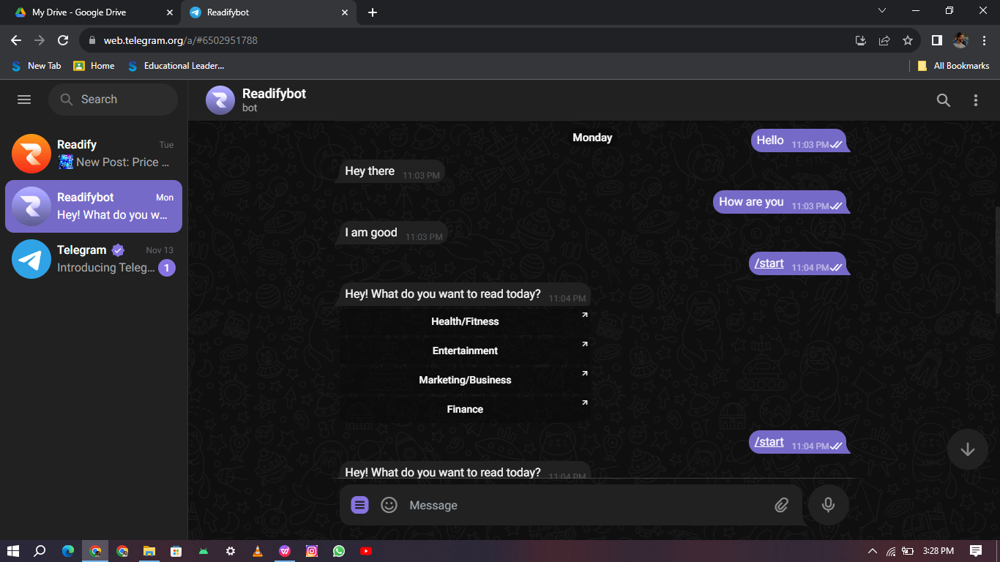 My Drive - Google Drive
Readifybot
web.telegram.org/a/#6502951788
New Tab
Home
Educational Leader...
All Bookmarks
Search
Readify
Tue
New Post: Price ...
Readifybot
Mon
Hey! What do you w...
Telegram
Nov 13
Introducing Teleg...
1
Readifybot
bot
Monday
Hello 11:03 PM
Hey there 11:03 PM
How are you 11:03 PM
I am good 11:03 PM
/start 11:04 PM
Hey! What do you want to read today? 11:04 PM
Health/Fitness
Entertainment
Marketing/Business
Finance
/start 11:04 PM
Hey! What do you want to read today? 11:04 PM
Message
3:28 PM